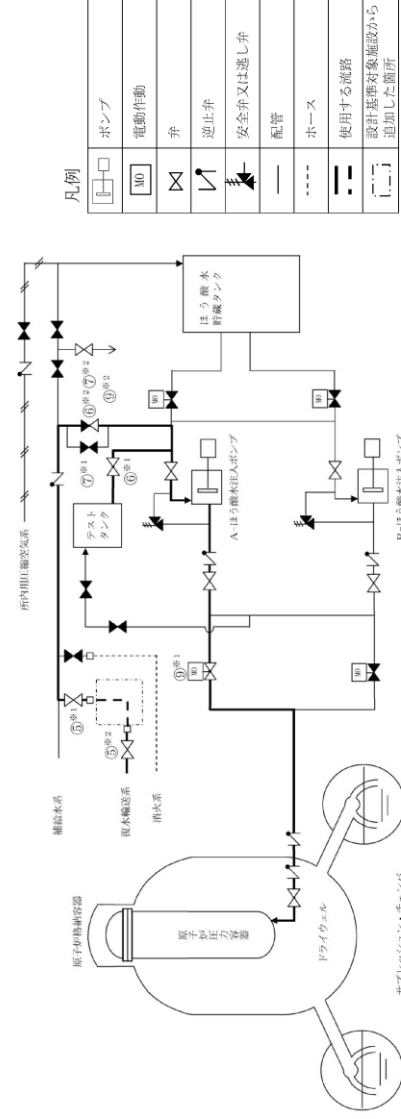 凡例
ポンプ
MO
電動作動
弁
逆止弁
安全弁又は逃し弁
配管
ホース
使用する流路
設計基準対象施設から
追加した箇所
所内用圧縮空気系
補給水系
復水輸送系
消火系
⑤※1
⑤※2
テスト
タンク
⑦※1
⑥※1
⑥※2⑦※2
⑨※2
ほう酸水
貯蔵タンク
MO
MO
A-ほう酸水注入ポンプ
B-ほう酸水注入ポンプ
⑨※1
MO
MO
原子炉格納容器
原子炉圧力容器
ドライウェル
サプレッション・チェンバ